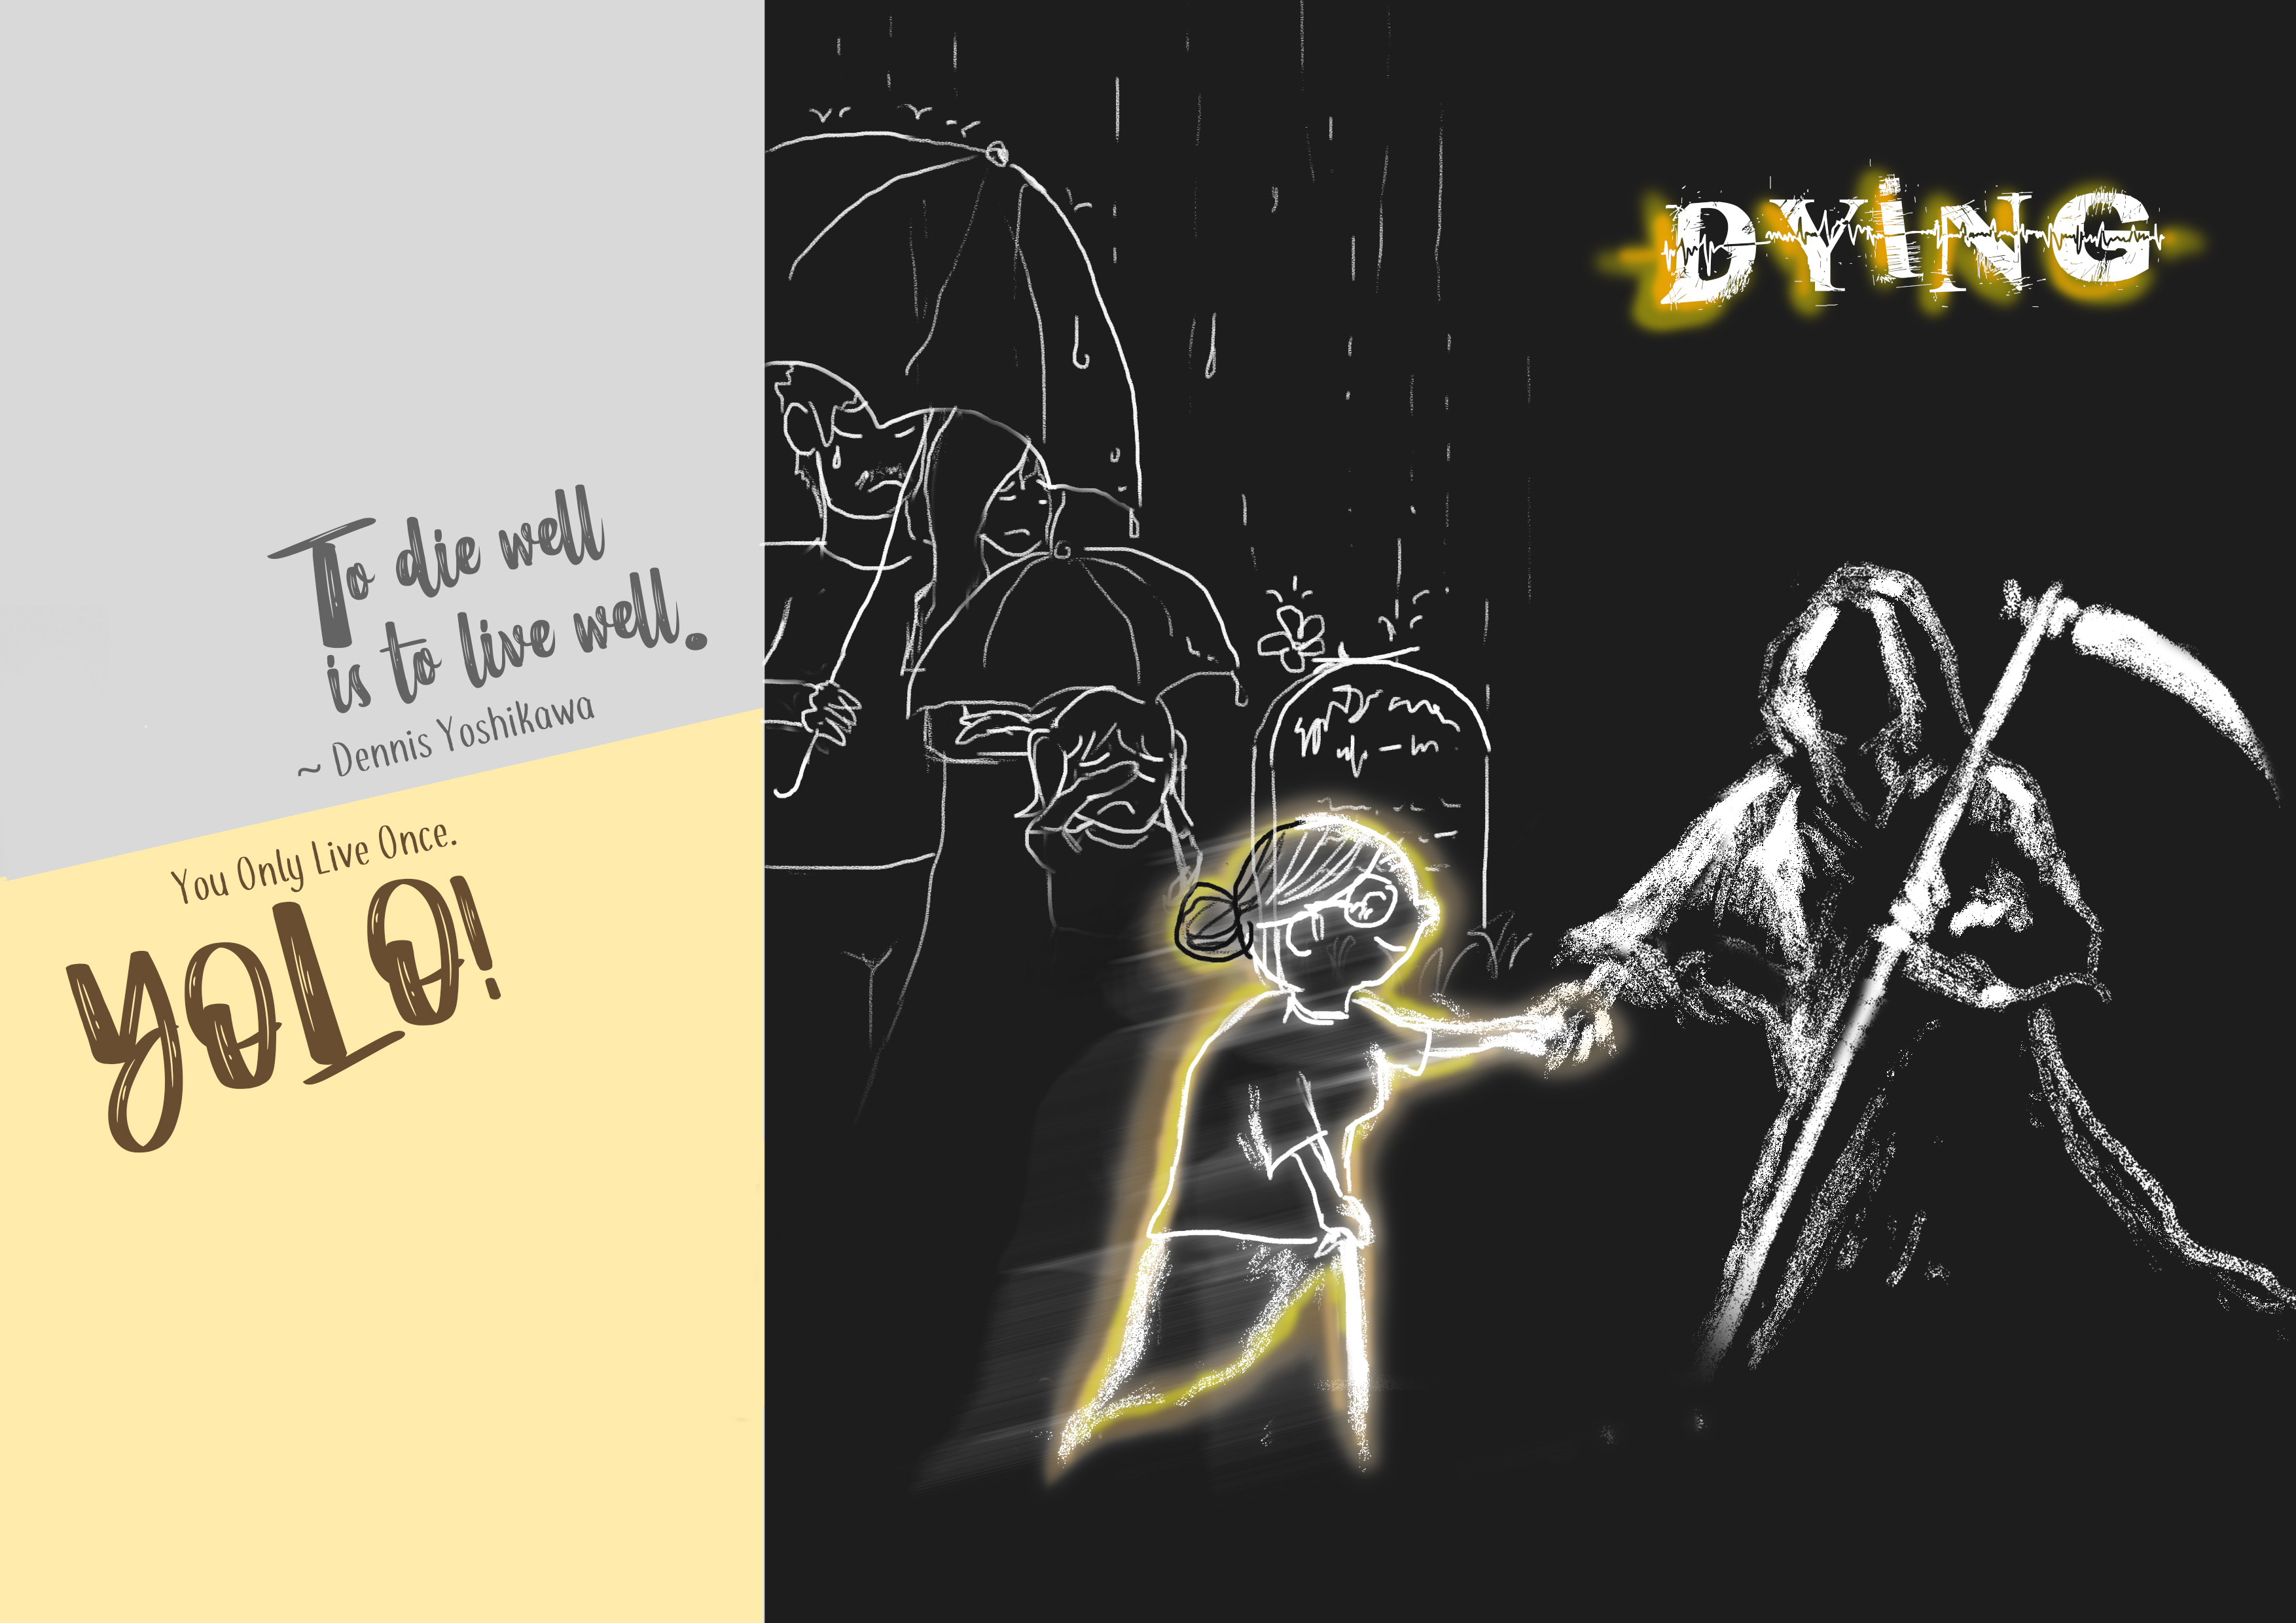 To die well
is to live well.
~ Dennis Yoshikawa
You Only Live Once.
YOLO!
DYiNG